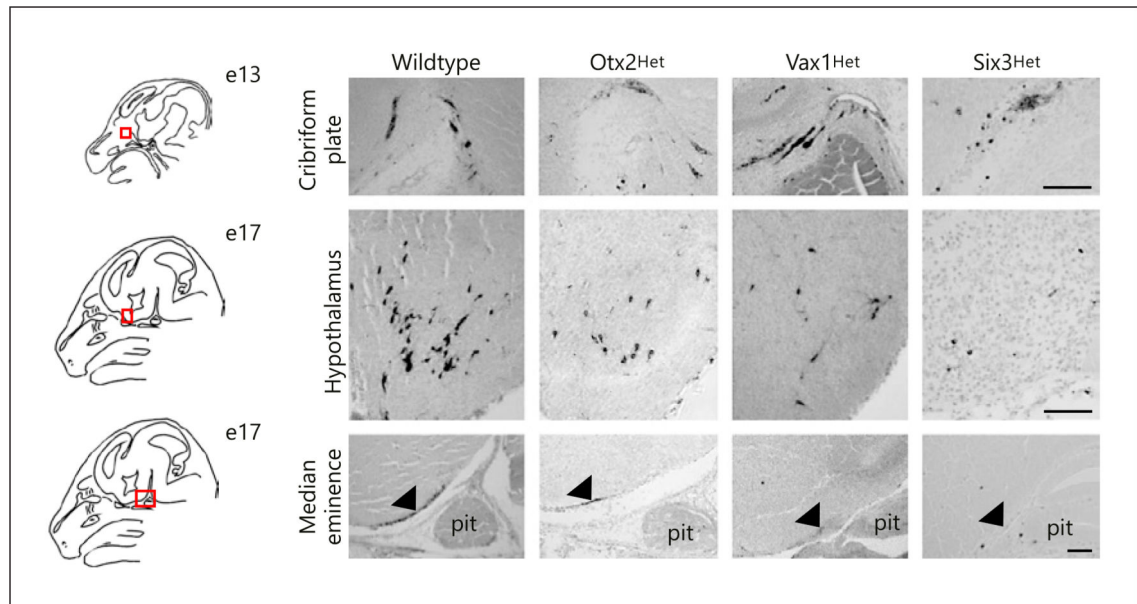 e13
Wildtype
Otx2Het
Vax1Het
Six3Het
Cribriform
plate
e17
Hypothalamus
e17
Median
eminence
pit
pit
pit
pit